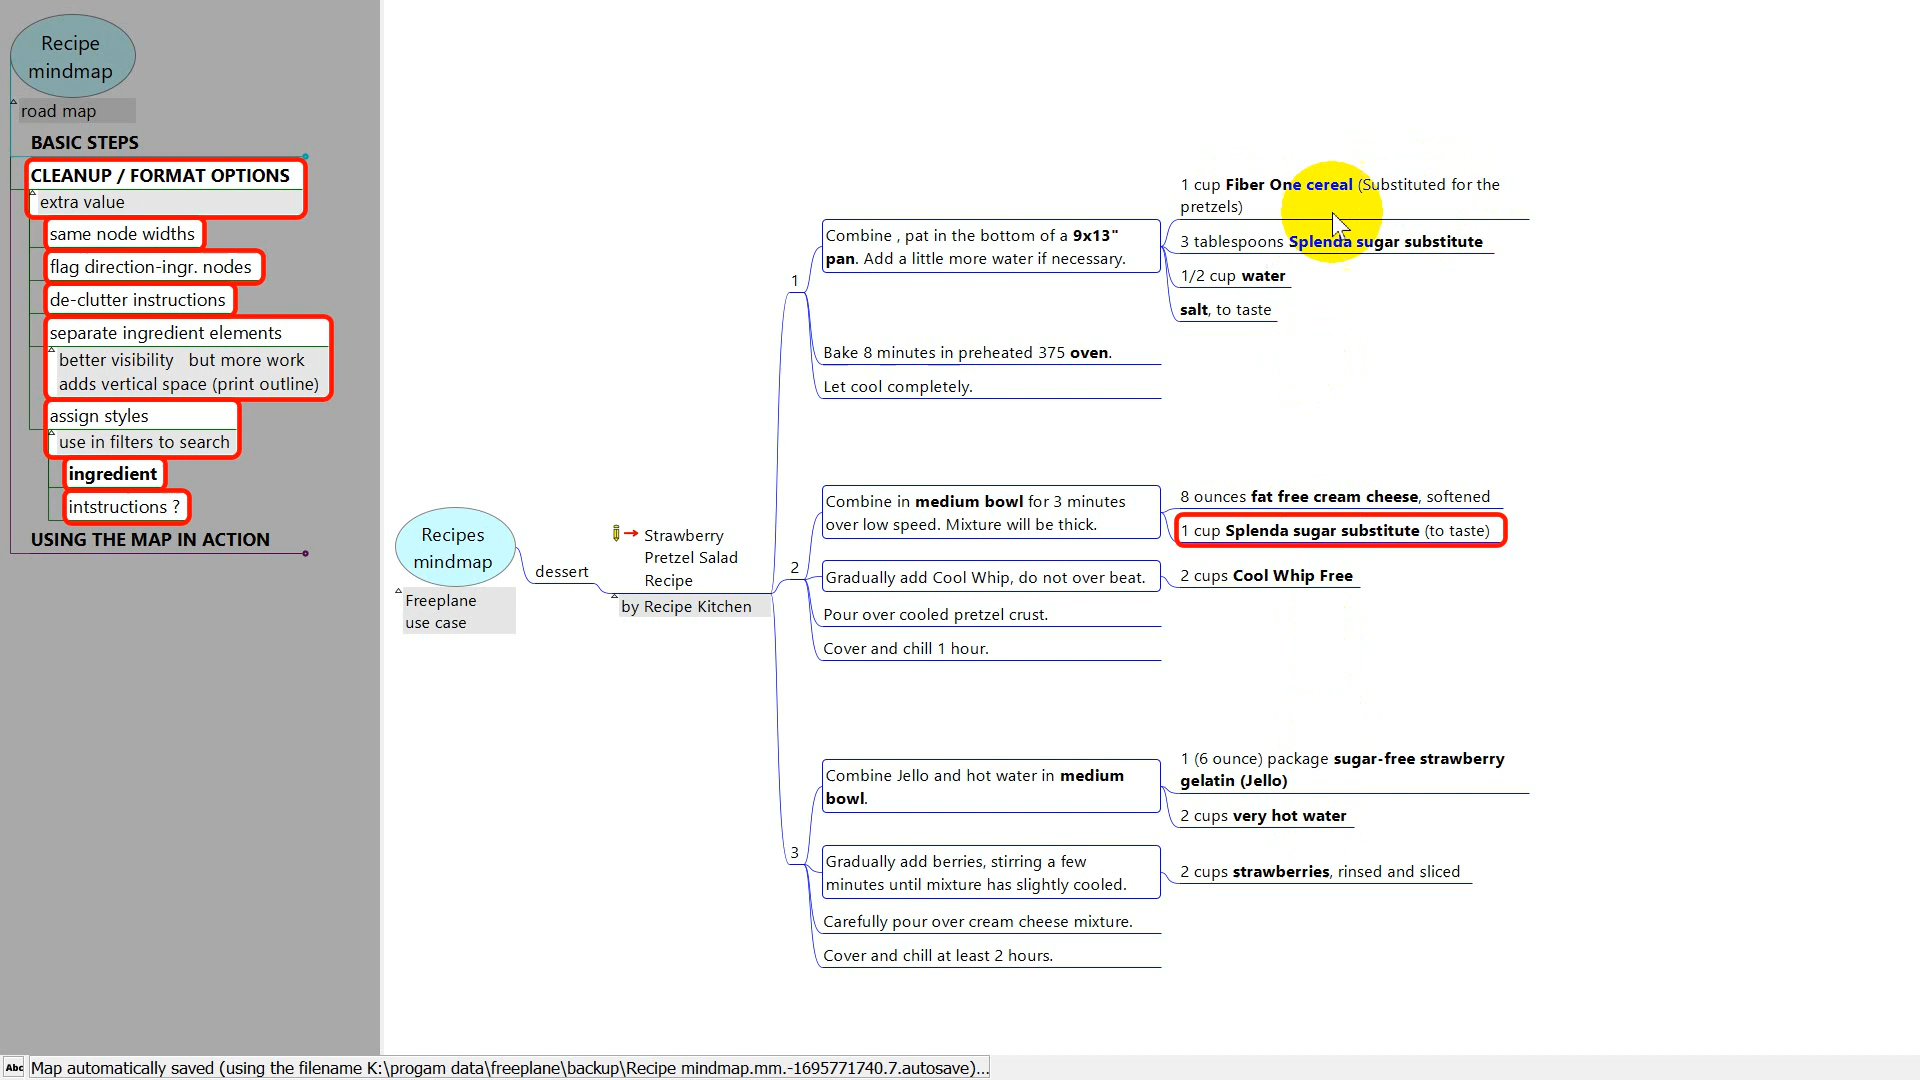 Recipe
mindmap
road map
BASIC STEPS
CLEANUP / FORMAT OPTIONS
extra value
same node widths
flag direction-ingr. nodes
de-clutter instructions
separate ingredient elements
better visibility but more work
adds vertical space (print outline)
assign styles
use in filters to search
ingredient
intstructions ?
USING THE MAP IN ACTION
Recipes
mindmap
Freeplane
use case
dessert
Strawberry
Pretzel Salad
Recipe
by Recipe Kitchen
1
Combine , pat in the bottom of a 9x13"
pan. Add a little more water if necessary.
1 cup Fiber One cereal (Substituted for the
pretzels)
3 tablespoons Splenda sugar substitute
1/2 cup water
salt, to taste
Bake 8 minutes in preheated 375 oven.
Let cool completely.
2
Combine in medium bowl for 3 minutes
over low speed. Mixture will be thick.
8 ounces fat free cream cheese, softened
1 cup Splenda sugar substitute (to taste)
Gradually add Cool Whip, do not over beat.
2 cups Cool Whip Free
Pour over cooled pretzel crust.
Cover and chill 1 hour.
3
Combine Jello and hot water in medium
bowl.
1 (6 ounce) package sugar-free strawberry
gelatin (Jello)
2 cups very hot water
Gradually add berries, stirring a few
minutes until mixture has slightly cooled.
2 cups strawberries, rinsed and sliced
Carefully pour over cream cheese mixture.
Cover and chill at least 2 hours.
Abc
Map automatically saved (using the filename K:\progam data\freeplane\backup\Recipe mindmap.mm.-1695771740.7.autosave)...